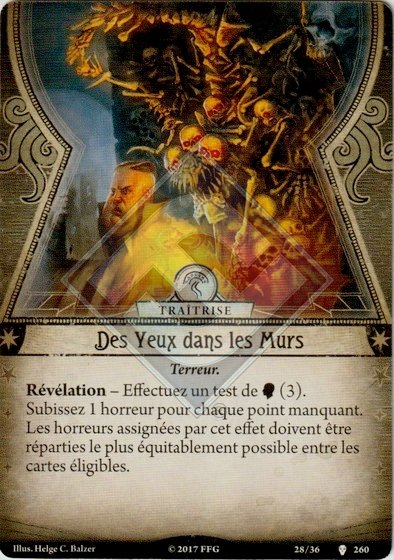 TRAÎTRISE
Des Yeux dans les Murs
Terreur.
Révélation – Effectuez un test de (3).
Subissez 1 horreur pour chaque point manquant.
Les horreurs assignées par cet effet doivent être
réparties le plus équitablement possible entre les
cartes éligibles.
Illus. Helge C. Balzer © 2017 FFG 28/36 260